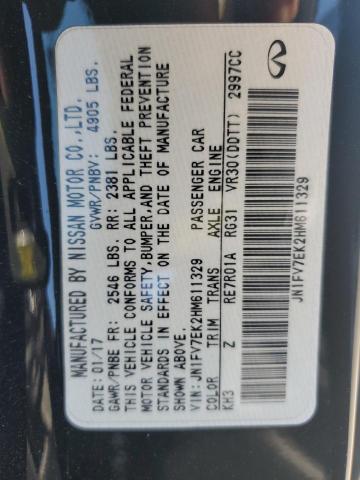 MANUFACTURED BY NISSAN MOTOR CO.,LTD.
DATE: 01/17 GVWR/PNBV: 4905 LBS.
GAWR/PNBE FR: 2546 LBS. RR: 2381 LBS.
THIS VEHICLE CONFORMS TO ALL APPLICABLE FEDERAL
MOTOR VEHICLE SAFETY,BUMPER,AND THEFT PREVENTION
STANDARDS IN EFFECT ON THE DATE OF MANUFACTURE
SHOWN ABOVE.
VIN: JN1FV7EK2HM611329 PASSENGER CAR
COLOR TRIM TRANS AXLE ENGINE
KH3 Z RE7R01A RG31 VR30(DDTT) 2997CC
JN1FV7EK2HM611329